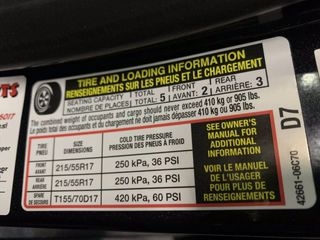 TIRE AND LOADING INFORMATION
RENSEIGNEMENTS SUR LES PNEUS ET LE CHARGEMENT
SEATING CAPACITY TOTAL FRONT REAR
NOMBRE DE PLACES TOTAL: 5 AVANT: 2 ARRIÈRE: 3
The combined weight of occupants and cargo should never exceed 410 kg or 905 lbs.
Le poids total des occupants et du chargement ne doit jamais dépasser 410 kg ou 905 lb.
TIRE SIZE COLD TIRE PRESSURE
PNEU DIMENSIONS PRESSION DES PNEUS À FROID
FRONT
AVANT 215/55R17 250 kPa, 36 PSI
REAR
ARRIÈRE 215/55R17 250 kPa, 36 PSI
SPARE
DE SECOURS T155/70D17 420 kPa, 60 PSI
SEE OWNER'S
MANUAL FOR
ADDITIONAL
INFORMATION
VOIR LE MANUEL
DE L'USAGER
POUR PLUS DE
RENSEIGNEMENTS
D7
42661-06C70